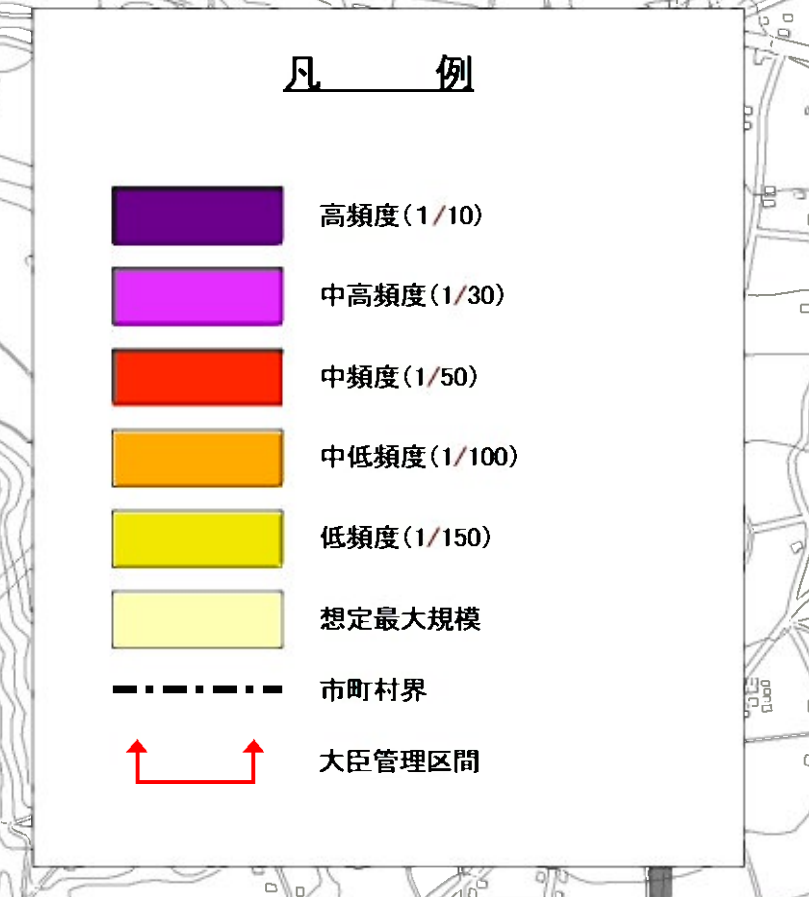 凡　例
高頻度(1/10)
中高頻度(1/30)
中頻度(1/50)
中低頻度(1/100)
低頻度(1/150)
想定最大規模
市町村界
大臣管理区間